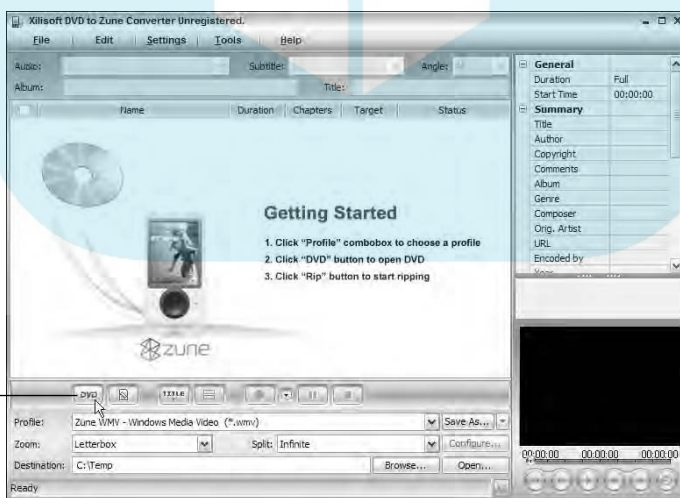 Xilisoft DVD to Zune Converter Unregistered.
File Edit Settings Tools Help
Audio: Subtitle: Angle:
Album: Title:
Name Duration Chapters Target Status
Getting Started
1. Click "Profile" combobox to choose a profile
2. Click "DVD" button to open DVD
3. Click "Rip" button to start ripping
zune
General
Duration Full
Start Time 00:00:00
Summary
Title
Author
Copyright
Comments
Album
Genre
Composer
Orig. Artist
URL
Encoded by
Year
DVD TITLE
Profile: Zune WMV - Windows Media Video (*.wmv) Save As...
Zoom: Letterbox Split: Infinite Configure...
Destination: C:\Temp Browse... Open...
Ready
00:00:00 00:00:00 00:00:00